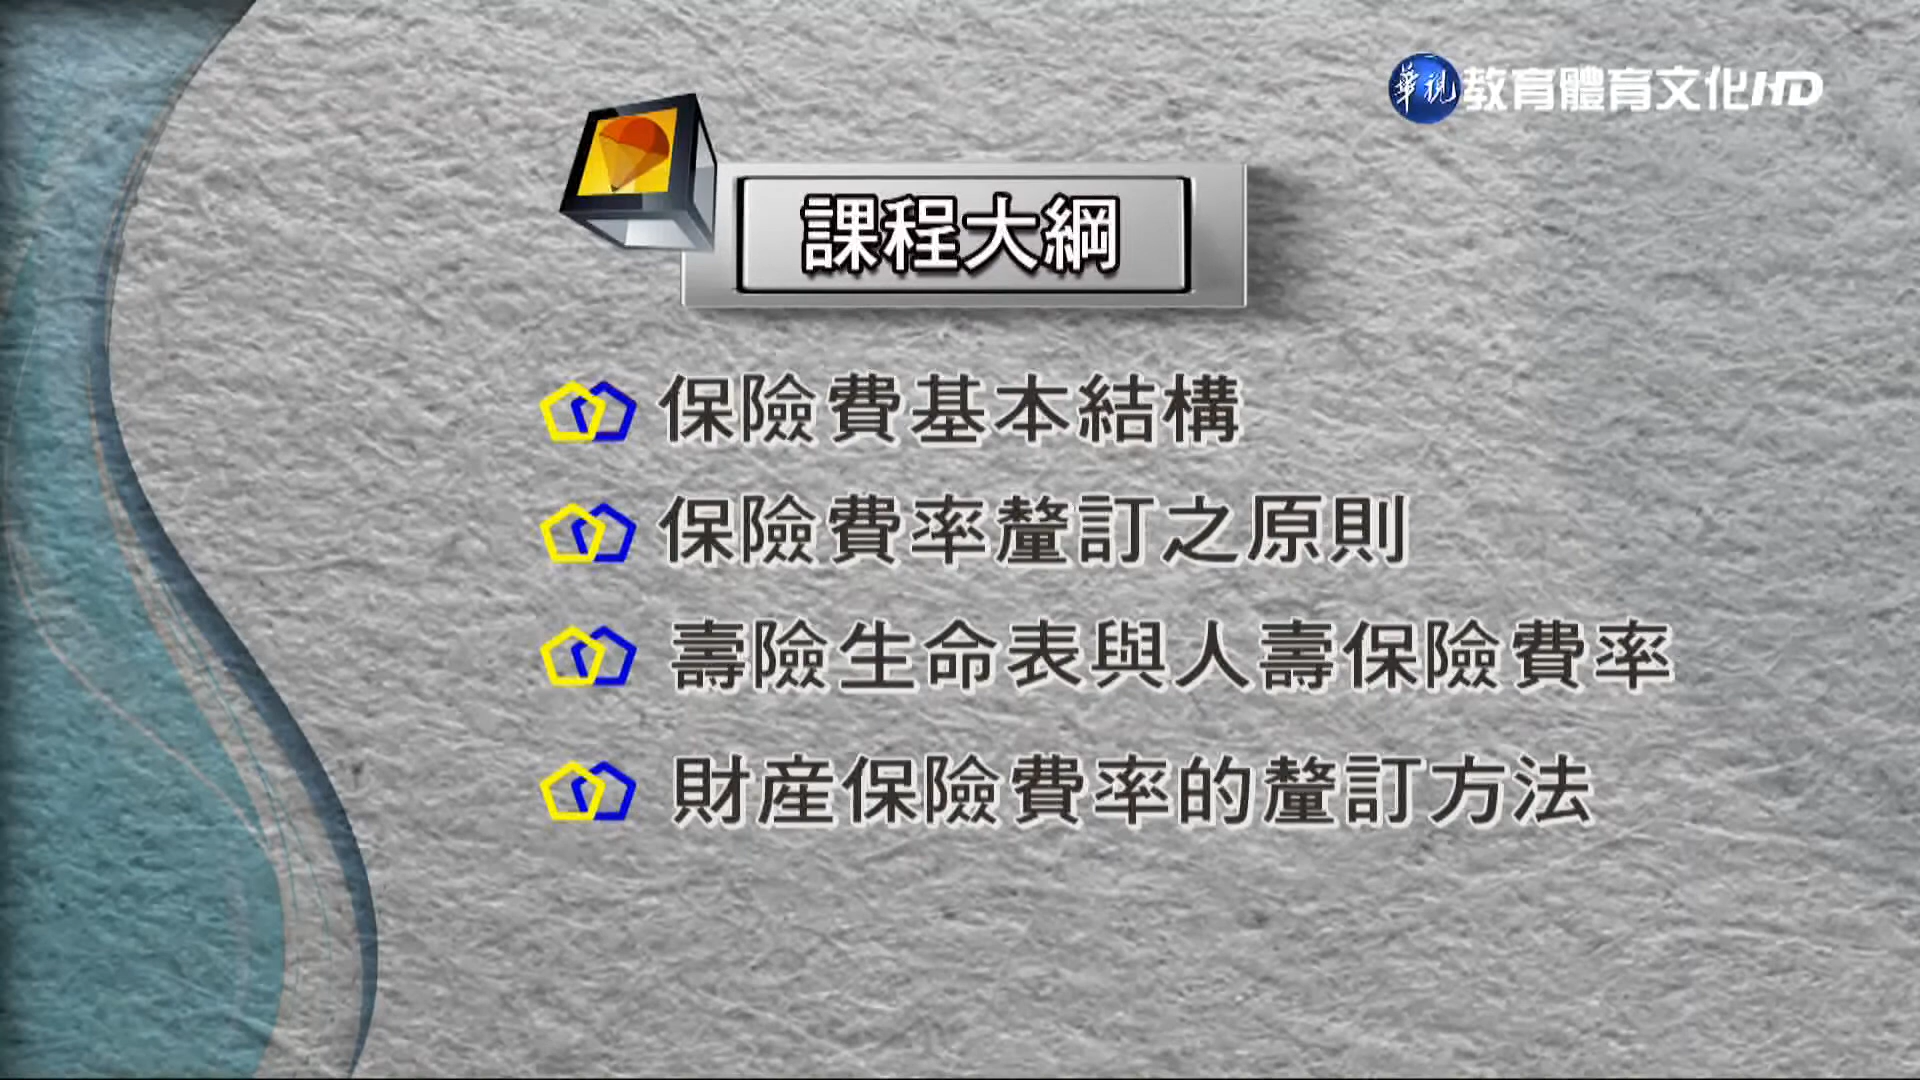 華視 教育體育文化HD
課程大綱
保險費基本結構
保險費率釐訂之原則
壽險生命表與人壽保險費率
財産保險費率的釐訂方法